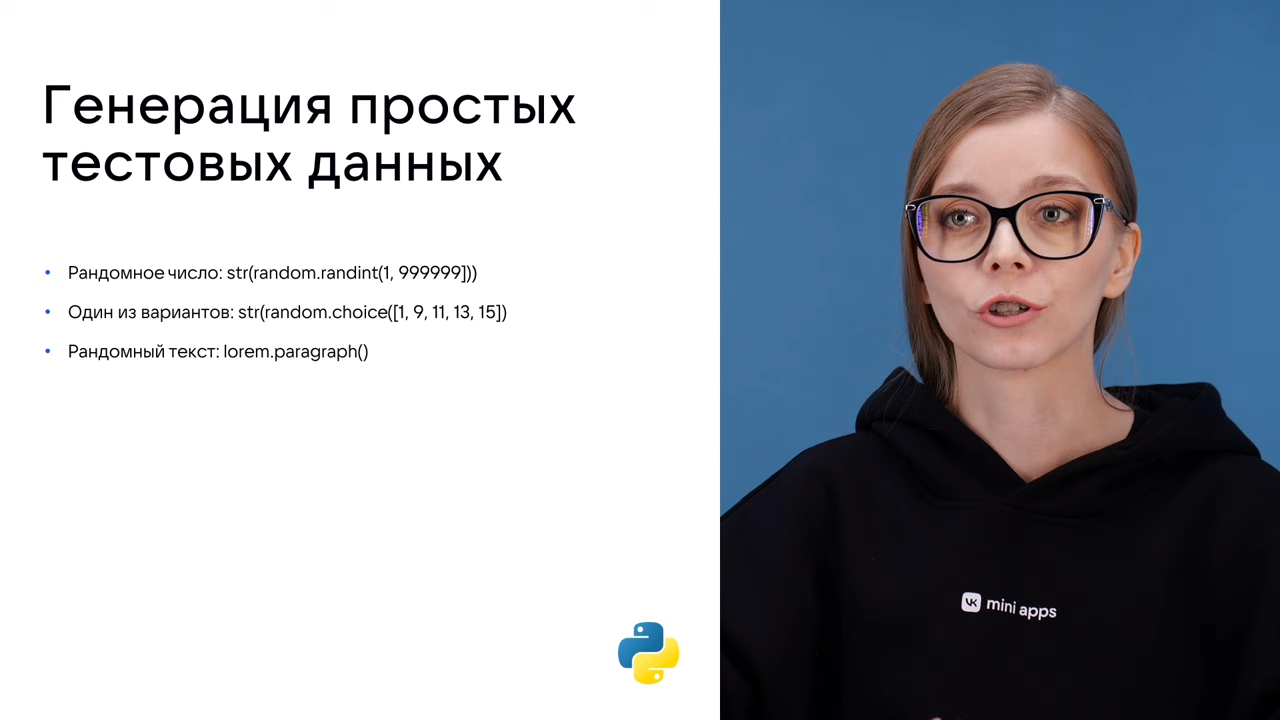 Генерация простых
тестовых данных
• Рандомное число: str(random.randint(1, 999999]))
• Один из вариантов: str(random.choice([1, 9, 11, 13, 15])
• Рандомный текст: lorem.paragraph()
mini apps